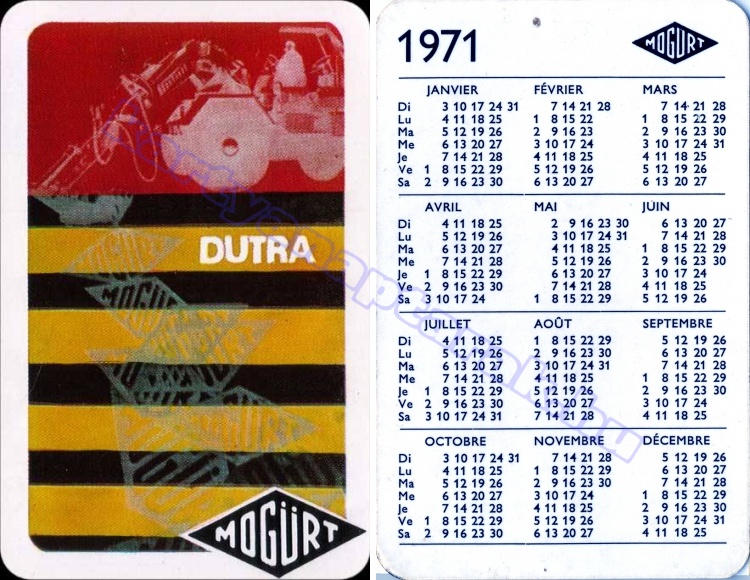 DUTRA
MOGÜRT
1971
MOGÜRT
JANVIER FÉVRIER MARS
Di 3 10 17 24 31 7 14 21 28 7 14 21 28
Lu 4 11 18 25 1 8 15 22 1 8 15 22 29
Ma 5 12 19 26 2 9 16 23 2 9 16 23 30
Me 6 13 20 27 3 10 17 24 3 10 17 24 31
Je 7 14 21 28 4 11 18 25 4 11 18 25
Ve 1 8 15 22 29 5 12 19 26 5 12 19 26
Sa 2 9 16 23 30 6 13 20 27 6 13 20 27
AVRIL MAI JUIN
Di 4 11 18 25 2 9 16 23 30 6 13 20 27
Lu 5 12 19 26 3 10 17 24 31 7 14 21 28
Ma 6 13 20 27 4 11 18 25 1 8 15 22 29
Me 7 14 21 28 5 12 19 26 2 9 16 23 30
Je 1 8 15 22 29 6 13 20 27 3 10 17 24
Ve 2 9 16 23 30 7 14 21 28 4 11 18 25
Sa 3 10 17 24 1 8 15 22 29 5 12 19 26
JUILLET AOÛT SEPTEMBRE
Di 4 11 18 25 1 8 15 22 29 5 12 19 26
Lu 5 12 19 26 2 9 16 23 30 6 13 20 27
Ma 6 13 20 27 3 10 17 24 31 7 14 21 28
Me 7 14 21 28 4 11 18 25 1 8 15 22 29
Je 1 8 15 22 29 5 12 19 26 2 9 16 23 30
Ve 2 9 16 23 30 6 13 20 27 3 10 17 24
Sa 3 10 17 24 31 7 14 21 28 4 11 18 25
OCTOBRE NOVEMBRE DÉCEMBRE
Di 3 10 17 24 31 7 14 21 28 5 12 19 26
Lu 4 11 18 25 1 8 15 22 29 6 13 20 27
Ma 5 12 19 26 2 9 16 23 30 7 14 21 28
Me 6 13 20 27 3 10 17 24 1 8 15 22 29
Je 7 14 21 28 4 11 18 25 2 9 16 23 30
Ve 1 8 15 22 29 5 12 19 26 3 10 17 24 31
Sa 2 9 16 23 30 6 13 20 27 4 11 18 25